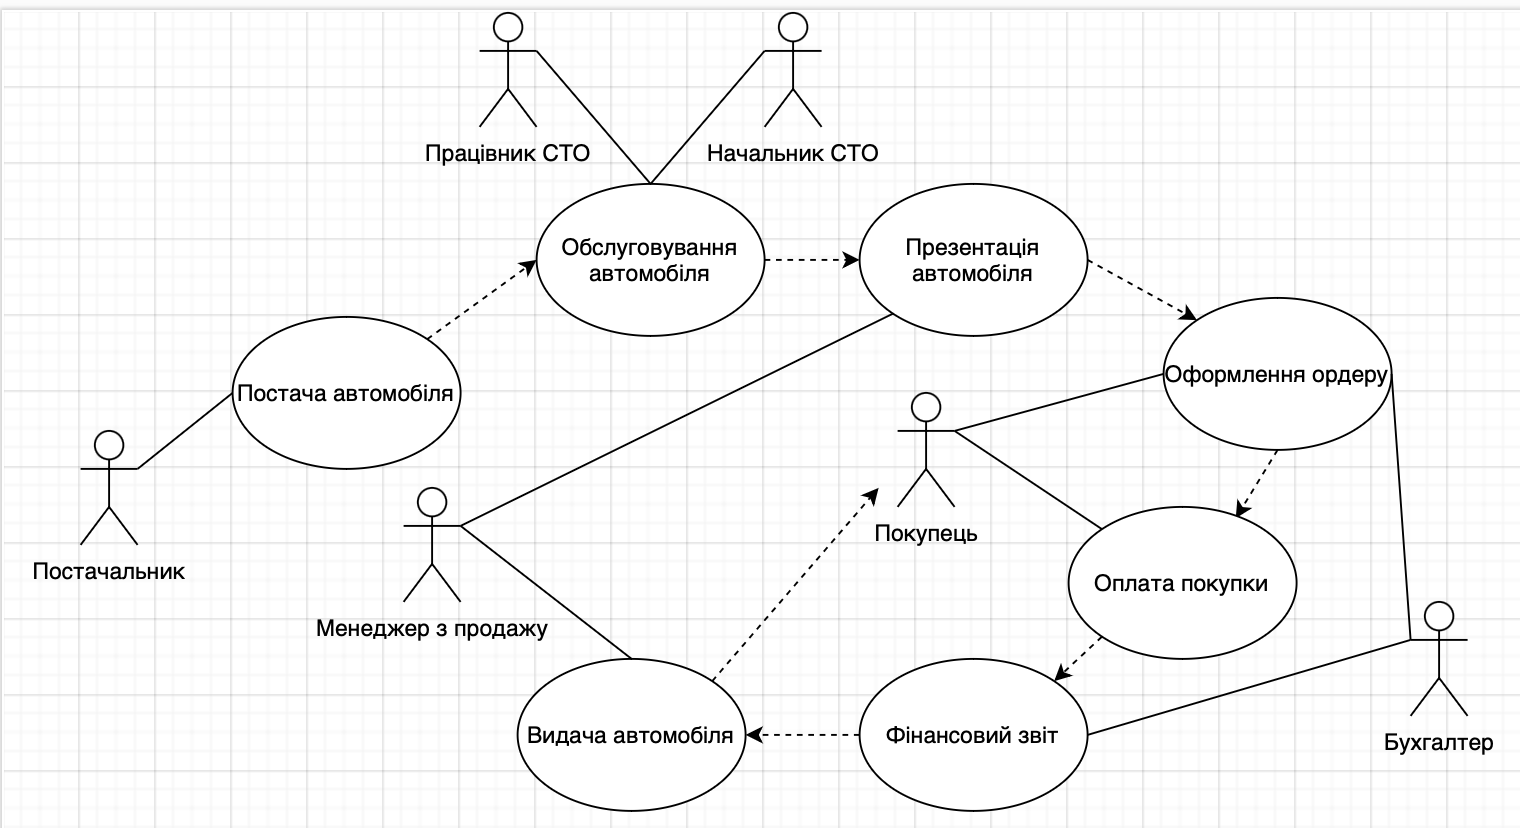 Працівник СТО
Начальник СТО
Обслуговування
автомобіля
Презентація
автомобіля
Постача автомобіля
Оформлення ордеру
Покупець
Постачальник
Менеджер з продажу
Оплата покупки
Видача автомобіля
Фінансовий звіт
Бухгалтер